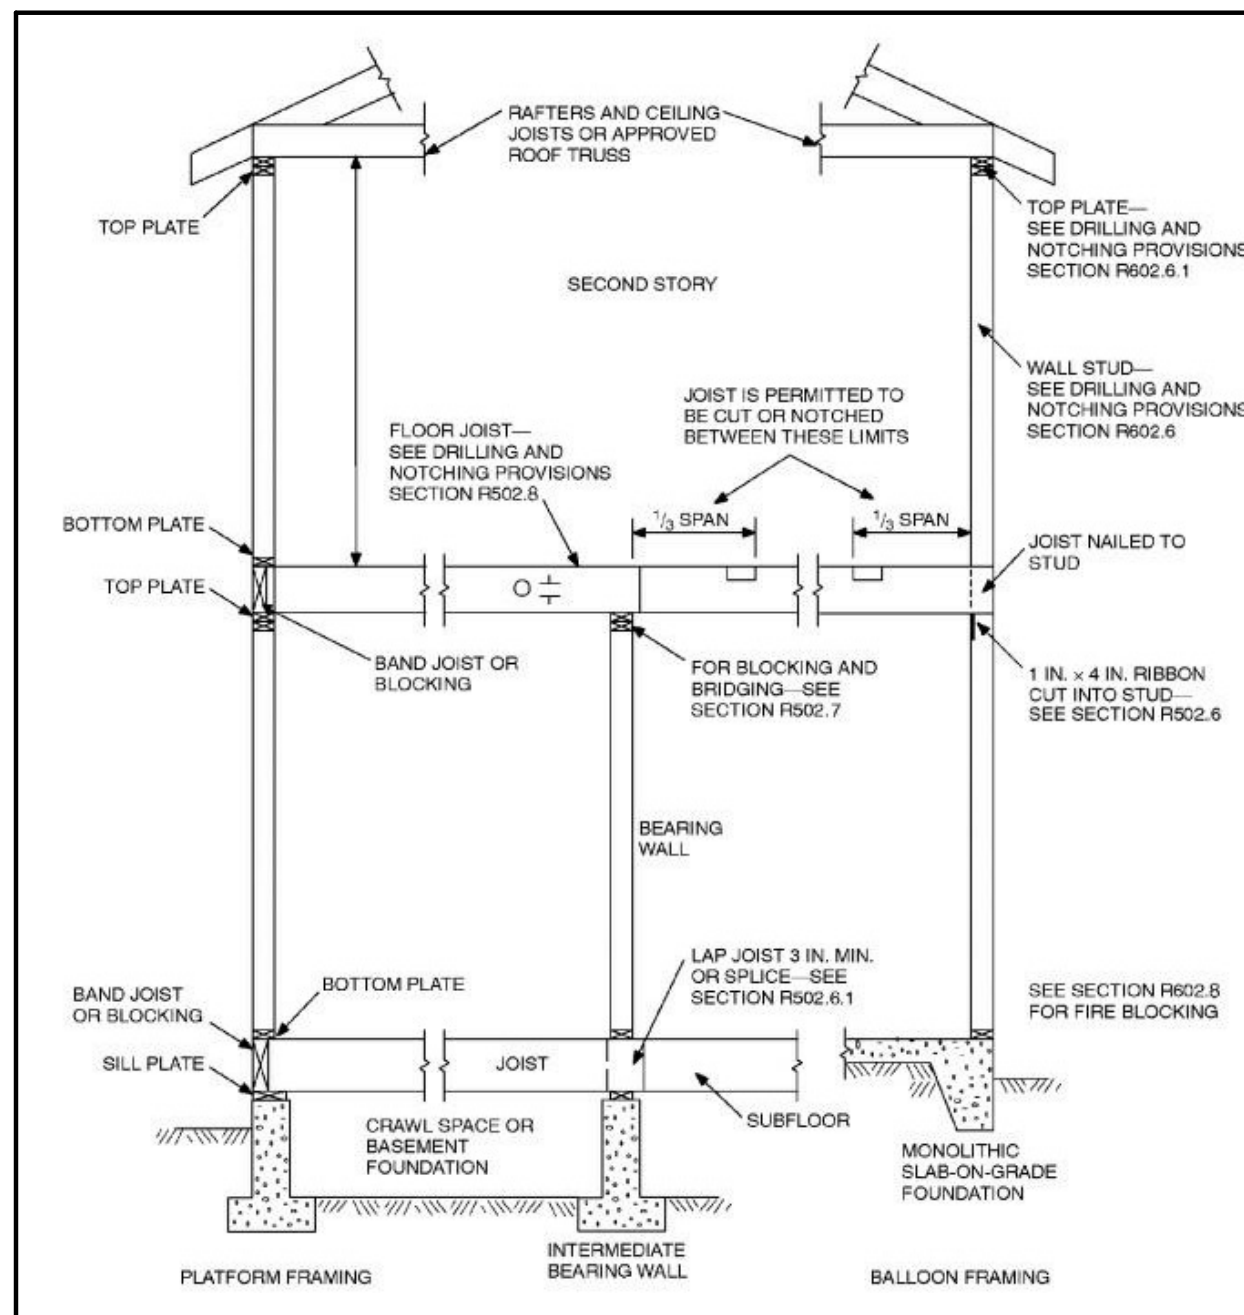 RAFTERS AND CEILING
JOISTS OR APPROVED
ROOF TRUSS
TOP PLATE
TOP PLATE—
SEE DRILLING AND
NOTCHING PROVISIONS
SECTION R602.6.1
SECOND STORY
WALL STUD—
SEE DRILLING AND
NOTCHING PROVISIONS
SECTION R602.6
JOIST IS PERMITTED TO
BE CUT OR NOTCHED
BETWEEN THESE LIMITS
FLOOR JOIST—
SEE DRILLING AND
NOTCHING PROVISIONS
SECTION R502.8
1/3 SPAN
1/3 SPAN
BOTTOM PLATE
JOIST NAILED TO
STUD
TOP PLATE
BAND JOIST OR
BLOCKING
FOR BLOCKING AND
BRIDGING—SEE
SECTION R502.7
1 IN. × 4 IN. RIBBON
CUT INTO STUD—
SEE SECTION R502.6
BEARING
WALL
LAP JOIST 3 IN. MIN.
OR SPLICE—SEE
SECTION R502.6.1
BOTTOM PLATE
BAND JOIST
OR BLOCKING
SEE SECTION R602.8
FOR FIRE BLOCKING
SILL PLATE
JOIST
SUBFLOOR
CRAWL SPACE OR
BASEMENT
FOUNDATION
MONOLITHIC
SLAB-ON-GRADE
FOUNDATION
PLATFORM FRAMING
INTERMEDIATE
BEARING WALL
BALLOON FRAMING